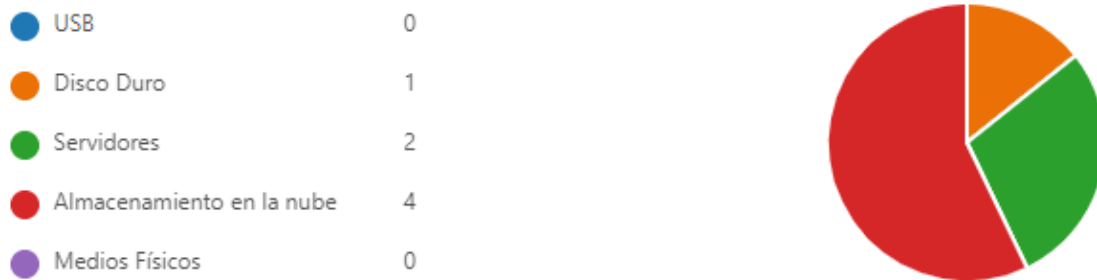 USB 0
Disco Duro 1
Servidores 2
Almacenamiento en la nube 4
Medios Físicos 0